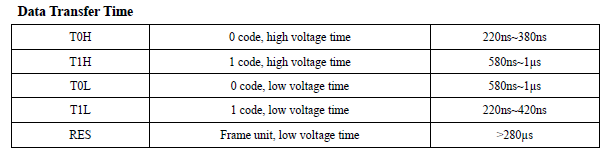 Data Transfer Time
T0H 0 code, high voltage time 220ns~380ns
T1H 1 code, high voltage time 580ns~1μs
T0L 0 code, low voltage time 580ns~1μs
T1L 1 code, low voltage time 220ns~420ns
RES Frame unit, low voltage time >280μs